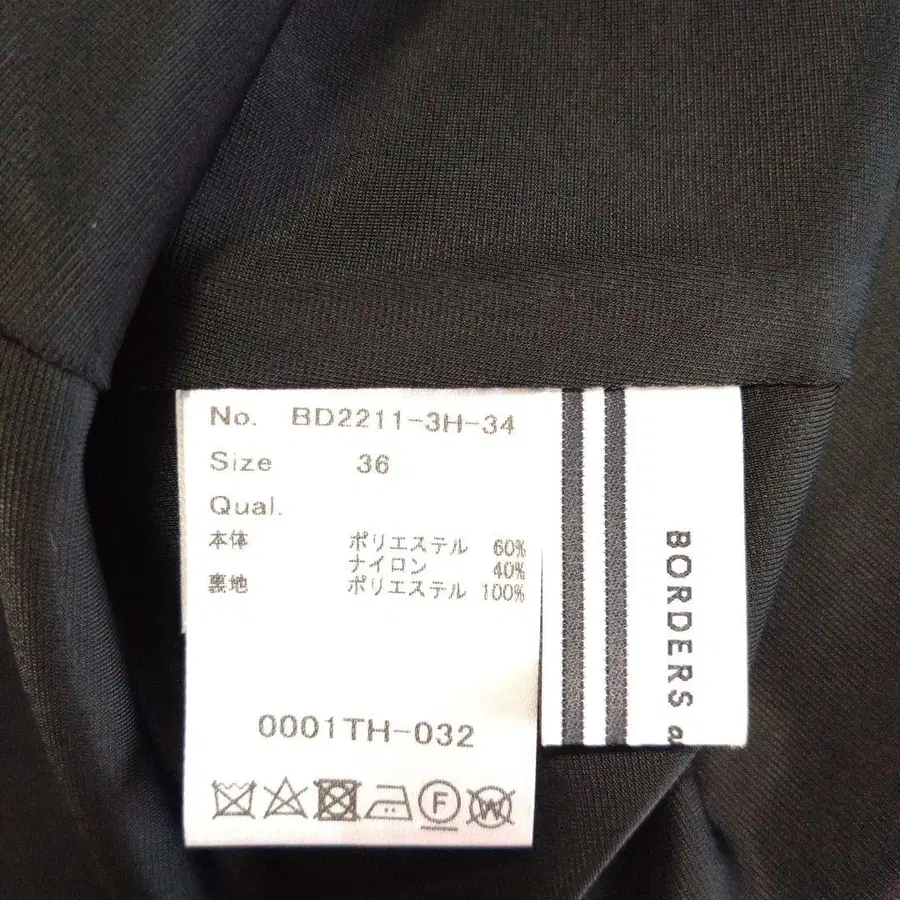 No. BD2211-3H-34
Size 36
Qual.
本体 ポリエステル 60%
ナイロン 40%
裏地 ポリエステル 100%
0001TH-032
F
W
BORDERS